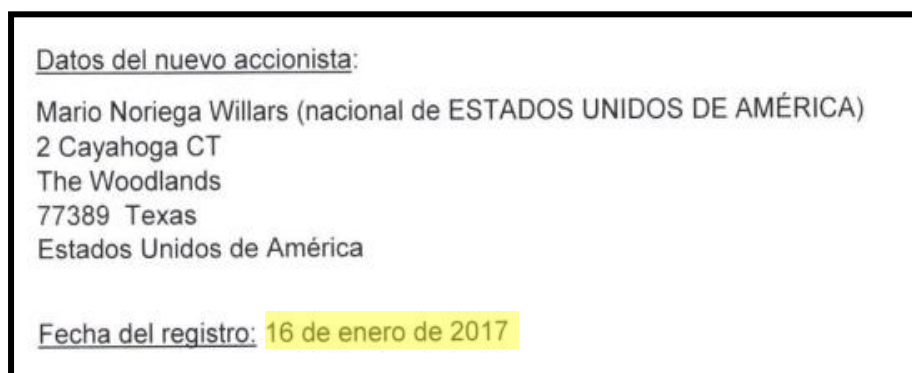 Datos del nuevo accionista:
Mario Noriega Willars (nacional de ESTADOS UNIDOS DE AMÉRICA)
2 Cayahoga CT
The Woodlands
77389 Texas
Estados Unidos de América
Fecha del registro: 16 de enero de 2017